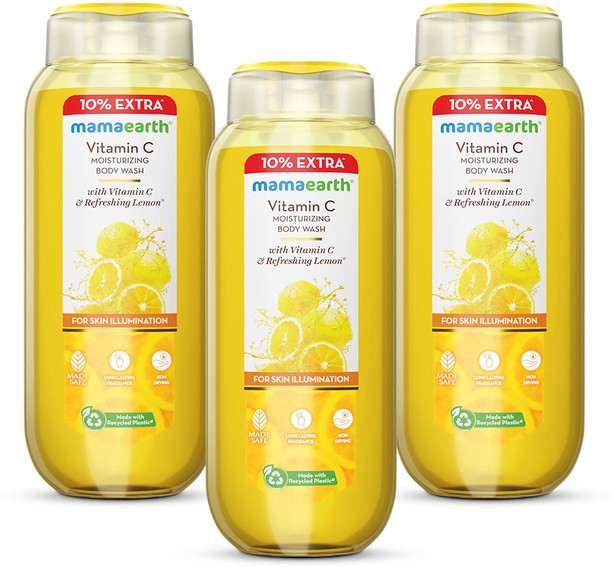 10% EXTRA*
mamaearth®
Vitamin C
MOISTURIZING
BODY WASH
with Vitamin C
& Refreshing Lemon*
FOR SKIN ILLUMINATION
MADE
SAFE
LONG LASTING
FRAGRANCE
NON
DRYING
Made with
Recycled Plastic#
10% EXTRA*
mamaearth®
Vitamin C
MOISTURIZING
BODY WASH
with Vitamin C
& Refreshing Lemon*
FOR SKIN ILLUMINATION
MADE
SAFE
LONG LASTING
FRAGRANCE
NON
DRYING
Made with
Recycled Plastic#
10% EXTRA*
mamaearth®
Vitamin C
MOISTURIZING
BODY WASH
with Vitamin C
& Refreshing Lemon*
FOR SKIN ILLUMINATION
MADE
SAFE
LONG LASTING
FRAGRANCE
NON
DRYING
Made with
Recycled Plastic#